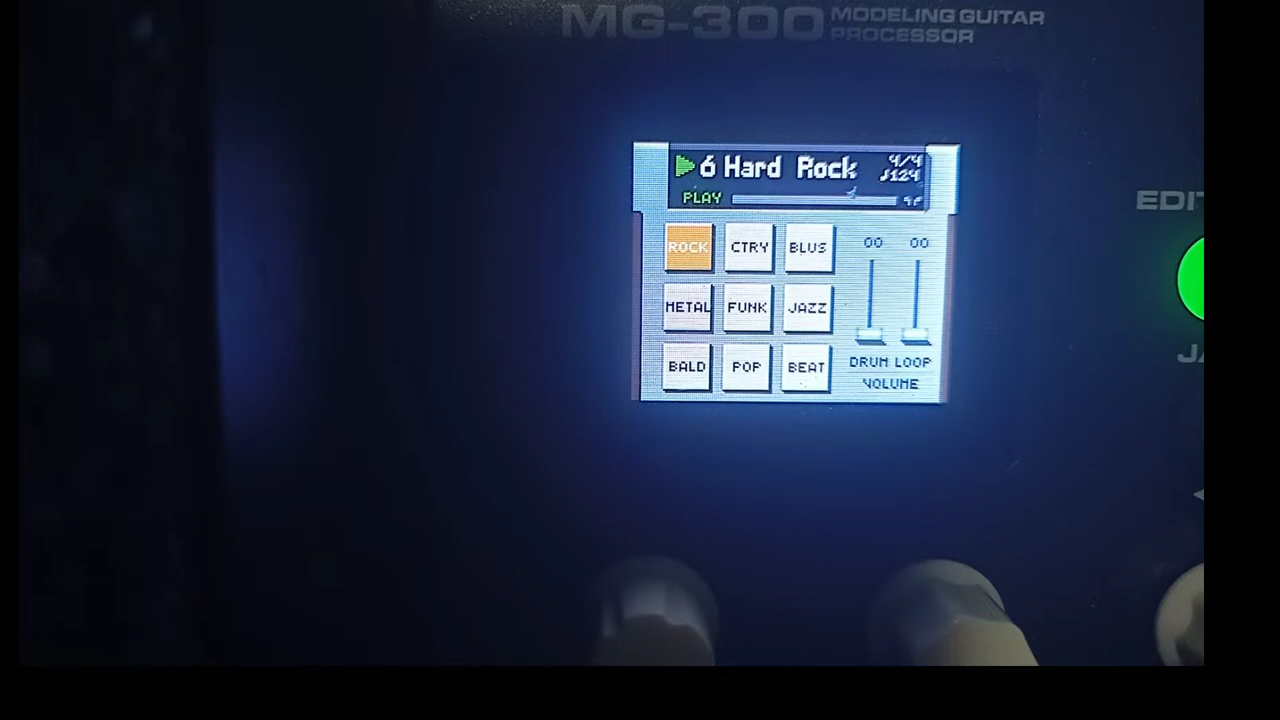 MG-300 MODELING GUITAR
PROCESSOR
6 Hard Rock 4/4
♩124
PLAY
ROCK CTRY BLUS 00 00
METAL FUNK JAZZ
BALD POP BEAT DRUM LOOP
VOLUME
EDIT
JA